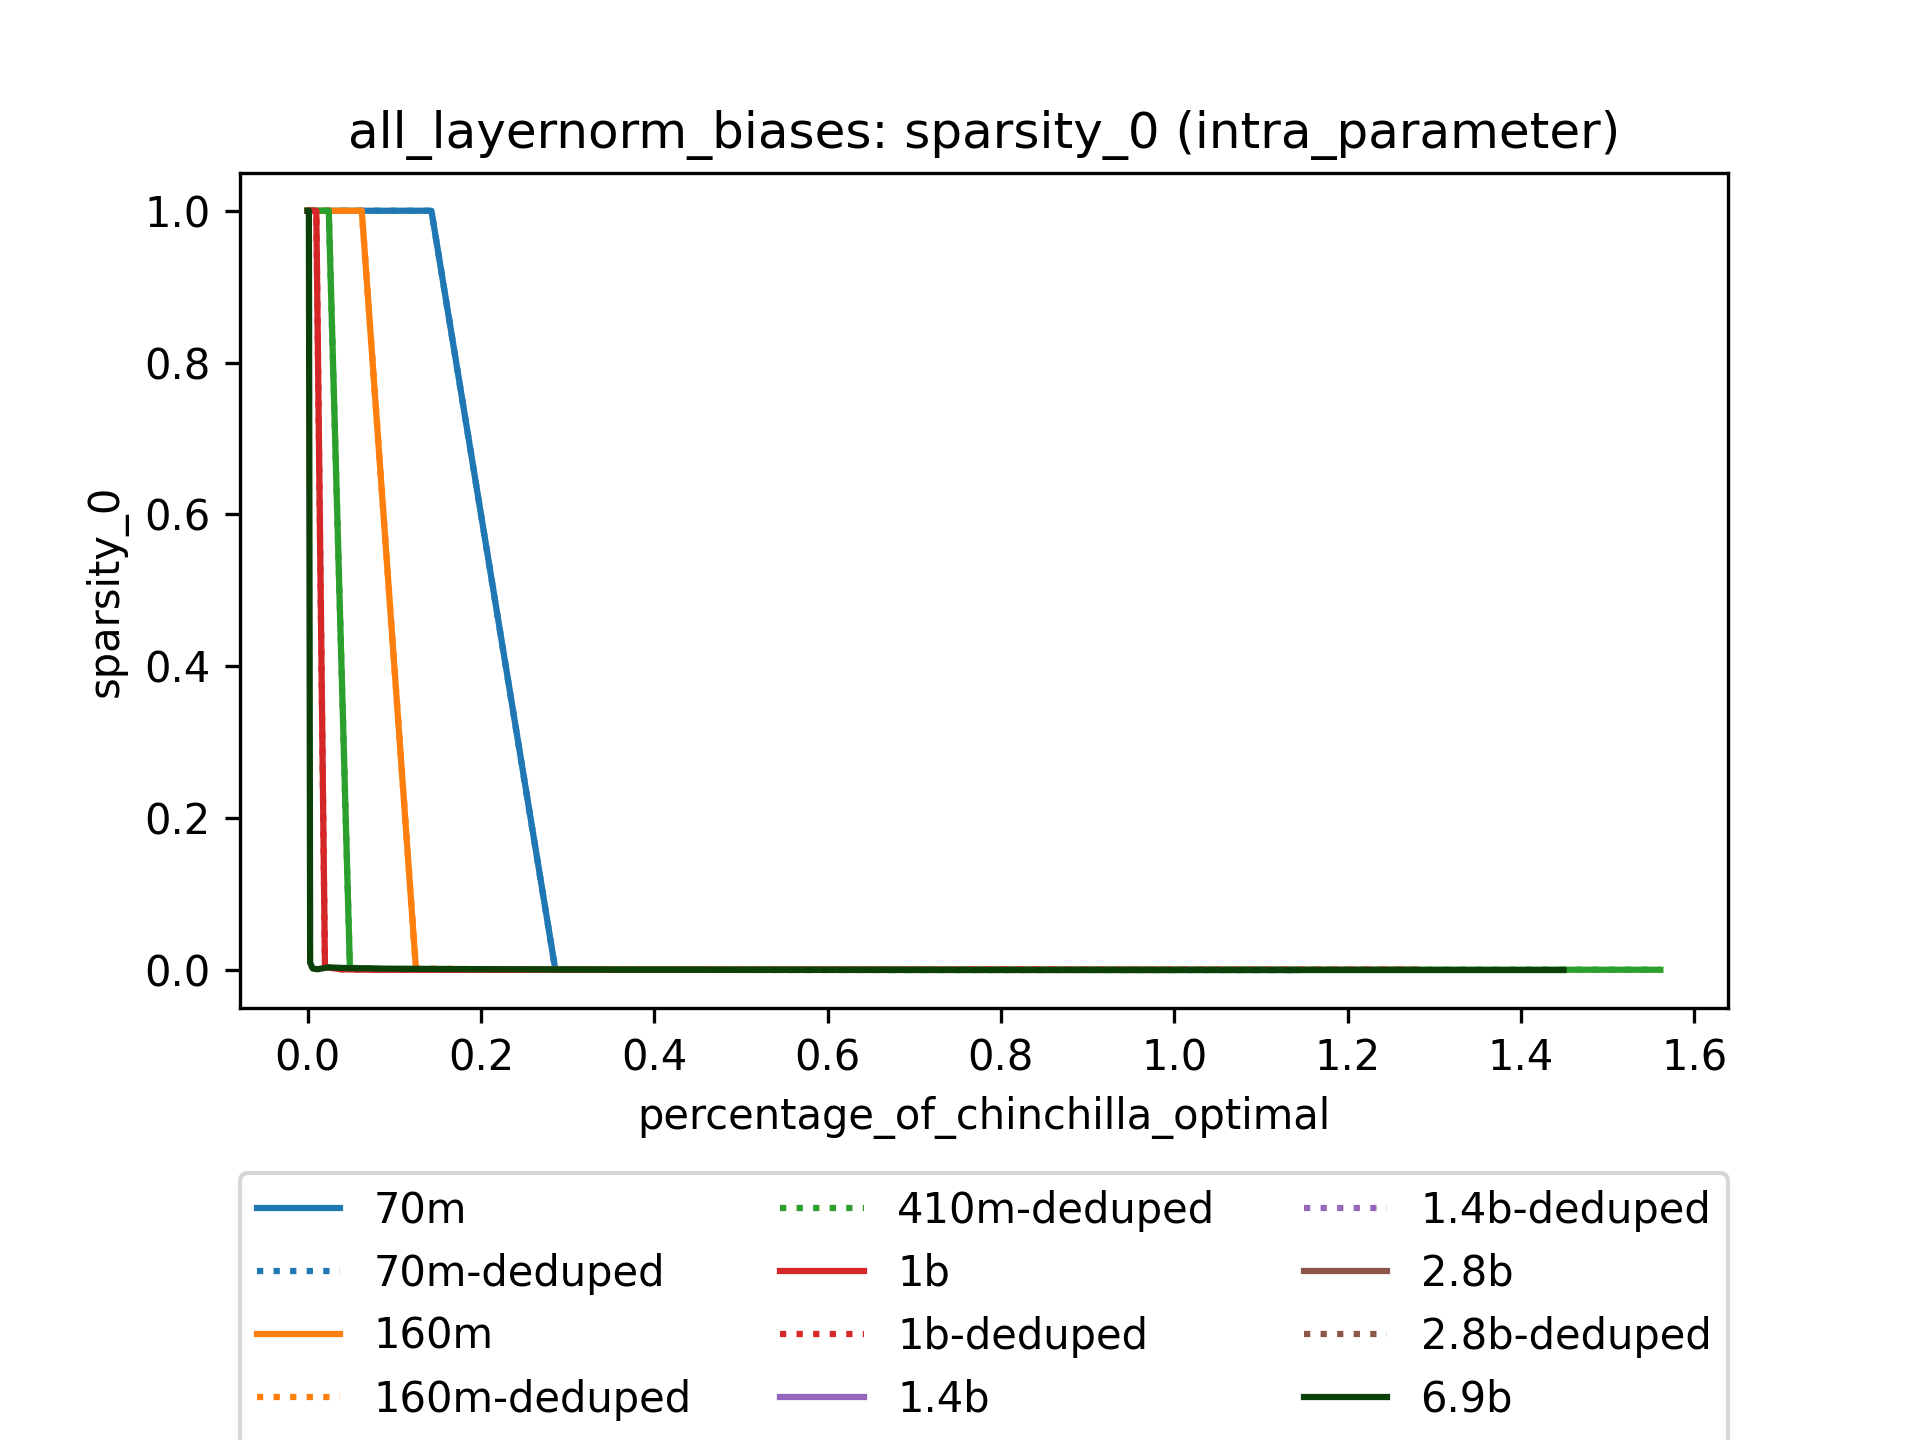 all_layernorm_biases: sparsity_0 (intra_parameter)
1.0
0.8
0.6
0.4
0.2
0.0
sparsity_0
0.0 0.2 0.4 0.6 0.8 1.0 1.2 1.4 1.6
percentage_of_chinchilla_optimal
70m
70m-deduped
160m
160m-deduped
410m-deduped
1b
1b-deduped
1.4b
1.4b-deduped
2.8b
2.8b-deduped
6.9b